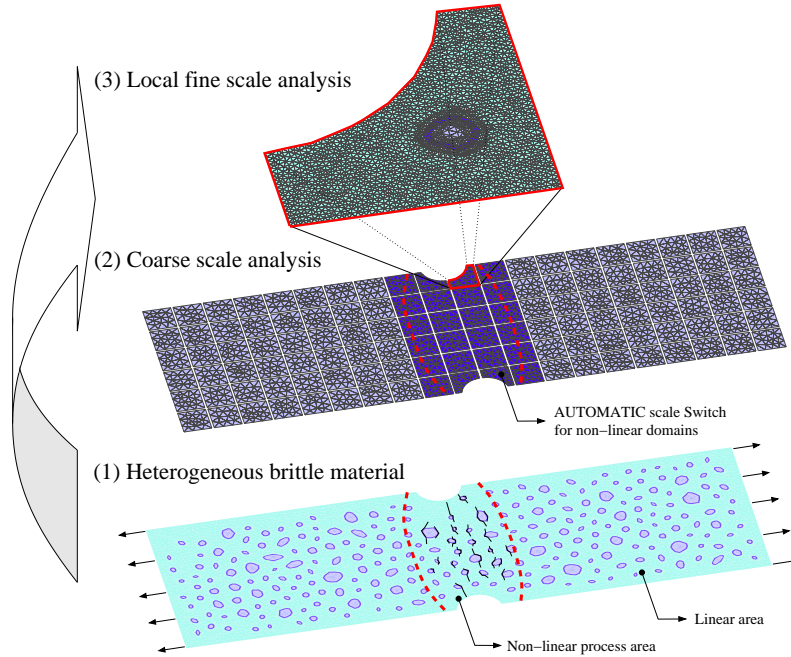 (3) Local fine scale analysis
(2) Coarse scale analysis
AUTOMATIC scale Switch
for non−linear domains
(1) Heterogeneous brittle material
Linear area
Non−linear process area